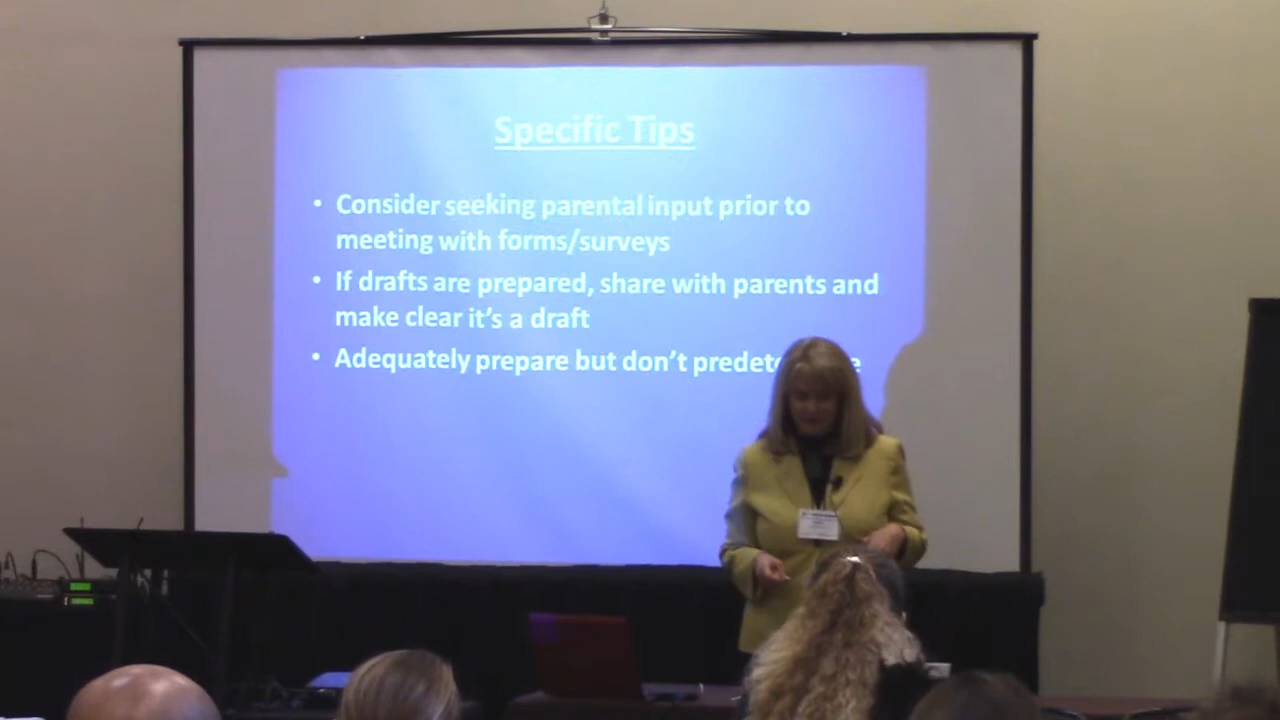 Specific Tips
• Consider seeking parental input prior to
meeting with forms/surveys
• If drafts are prepared, share with parents and
make clear it's a draft
• Adequately prepare but don't